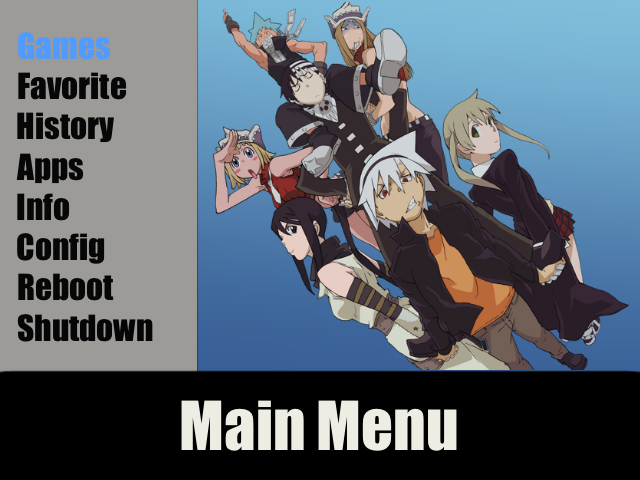 Games
Favorite
History
Apps
Info
Config
Reboot
Shutdown
Main Menu